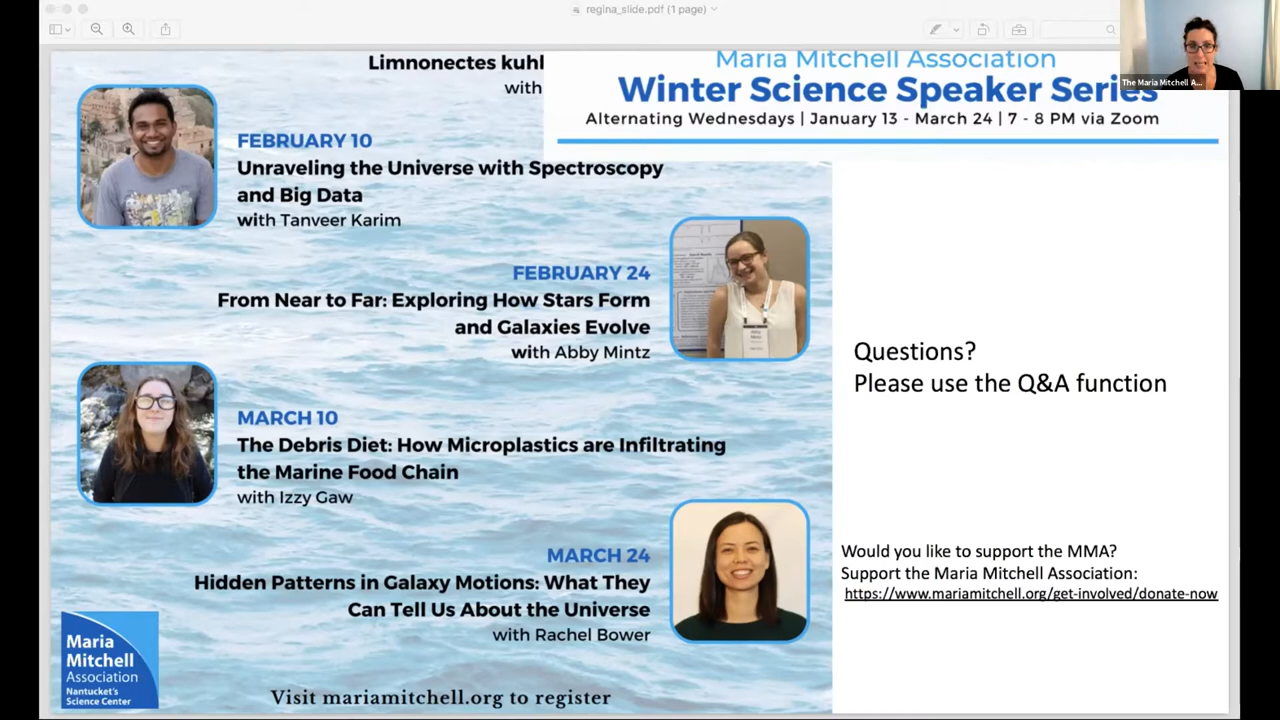 regina_slide.pdf (1 page)
The Maria Mitchell A...
Limnonectes kuhl
with
Maria Mitchell Association
Winter Science Speaker Series
Alternating Wednesdays | January 13 - March 24 | 7 - 8 PM via Zoom
FEBRUARY 10
Unraveling the Universe with Spectroscopy
and Big Data
with Tanveer Karim
FEBRUARY 24
From Near to Far: Exploring How Stars Form
and Galaxies Evolve
with Abby Mintz
MARCH 10
The Debris Diet: How Microplastics are Infiltrating
the Marine Food Chain
with Izzy Gaw
MARCH 24
Hidden Patterns in Galaxy Motions: What They
Can Tell Us About the Universe
with Rachel Bower
Maria
Mitchell
Association
Nantucket's
Science Center
Visit mariamitchell.org to register
Questions?
Please use the Q&A function
Would you like to support the MMA?
Support the Maria Mitchell Association:
https://www.mariamitchell.org/get-involved/donate-now